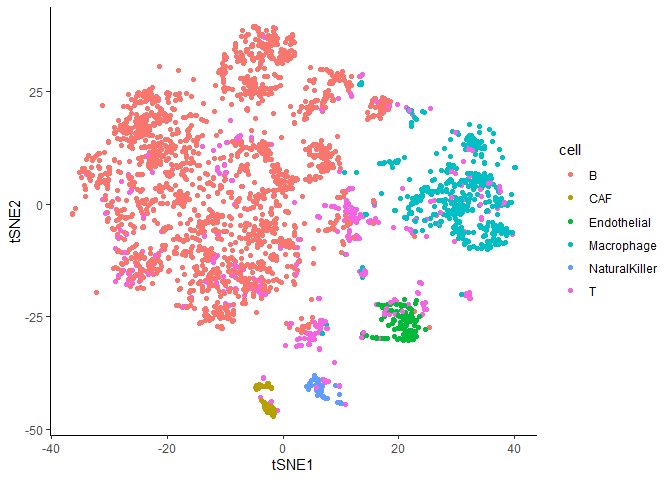 25
0
-25
-50
tSNE2
-40
-20
0
20
40
tSNE1
cell
B
CAF
Endothelial
Macrophage
NaturalKiller
T